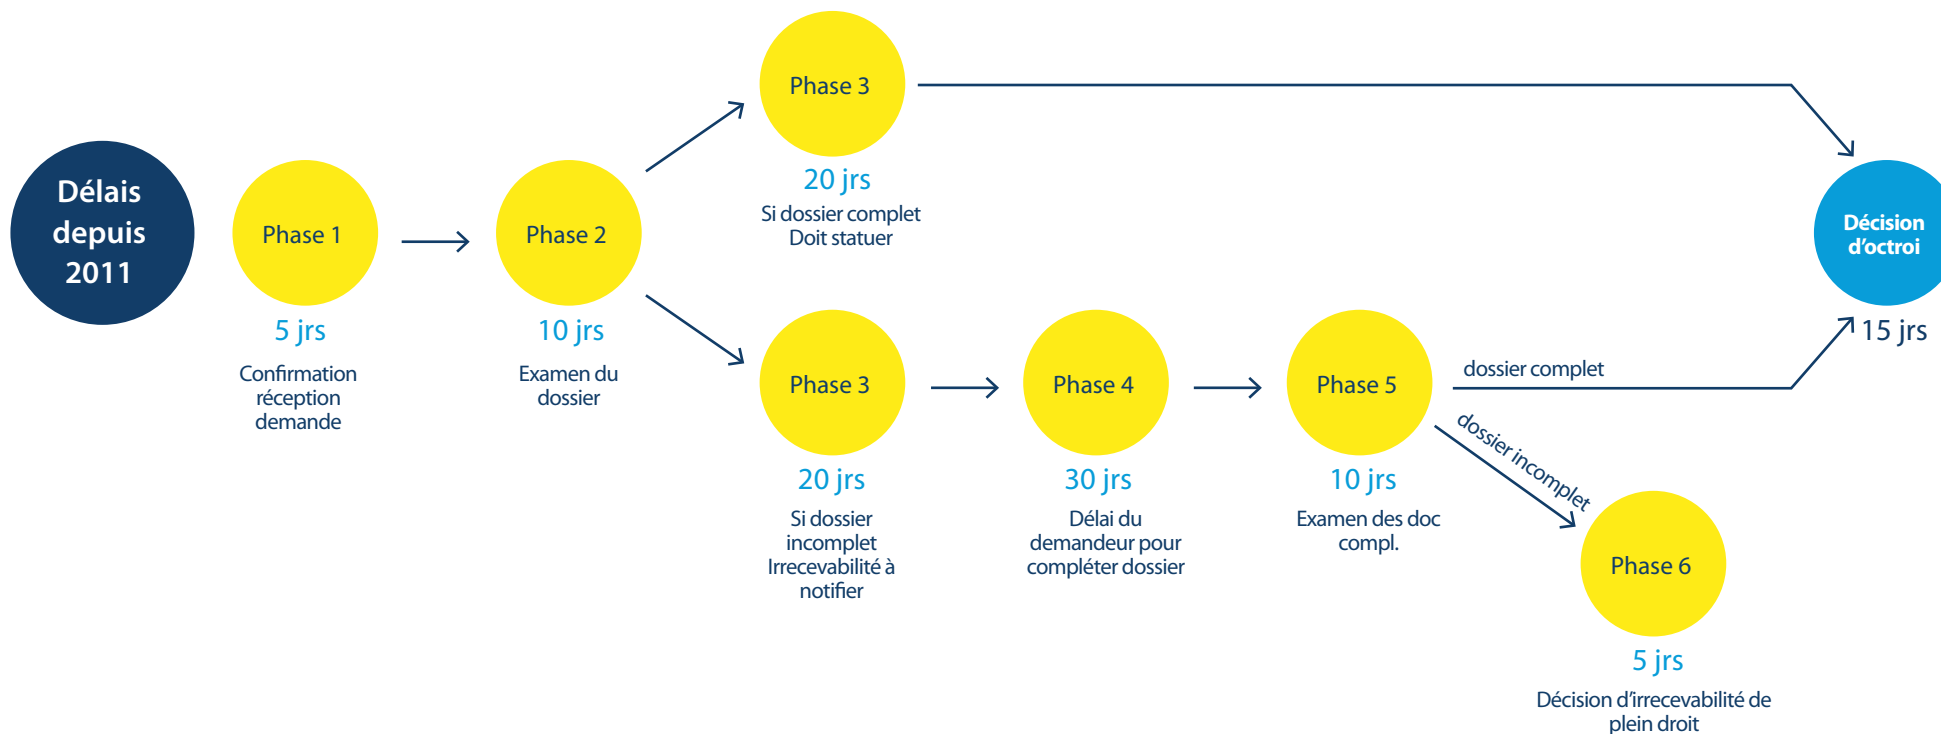 Délais
depuis
2011
Phase 1
5 jrs
Confirmation
réception
demande
Phase 2
10 jrs
Examen du
dossier
Phase 3
20 jrs
Si dossier complet
Doit statuer
Phase 3
20 jrs
Si dossier
incomplet
Irrecevabilité à
notifier
Phase 4
30 jrs
Délai du
demandeur pour
compléter dossier
Phase 5
10 jrs
Examen des doc
compl.
dossier complet
dossier incomplet
Phase 6
5 jrs
Décision d'irrecevabilité de
plein droit
Décision
d'octroi
15 jrs